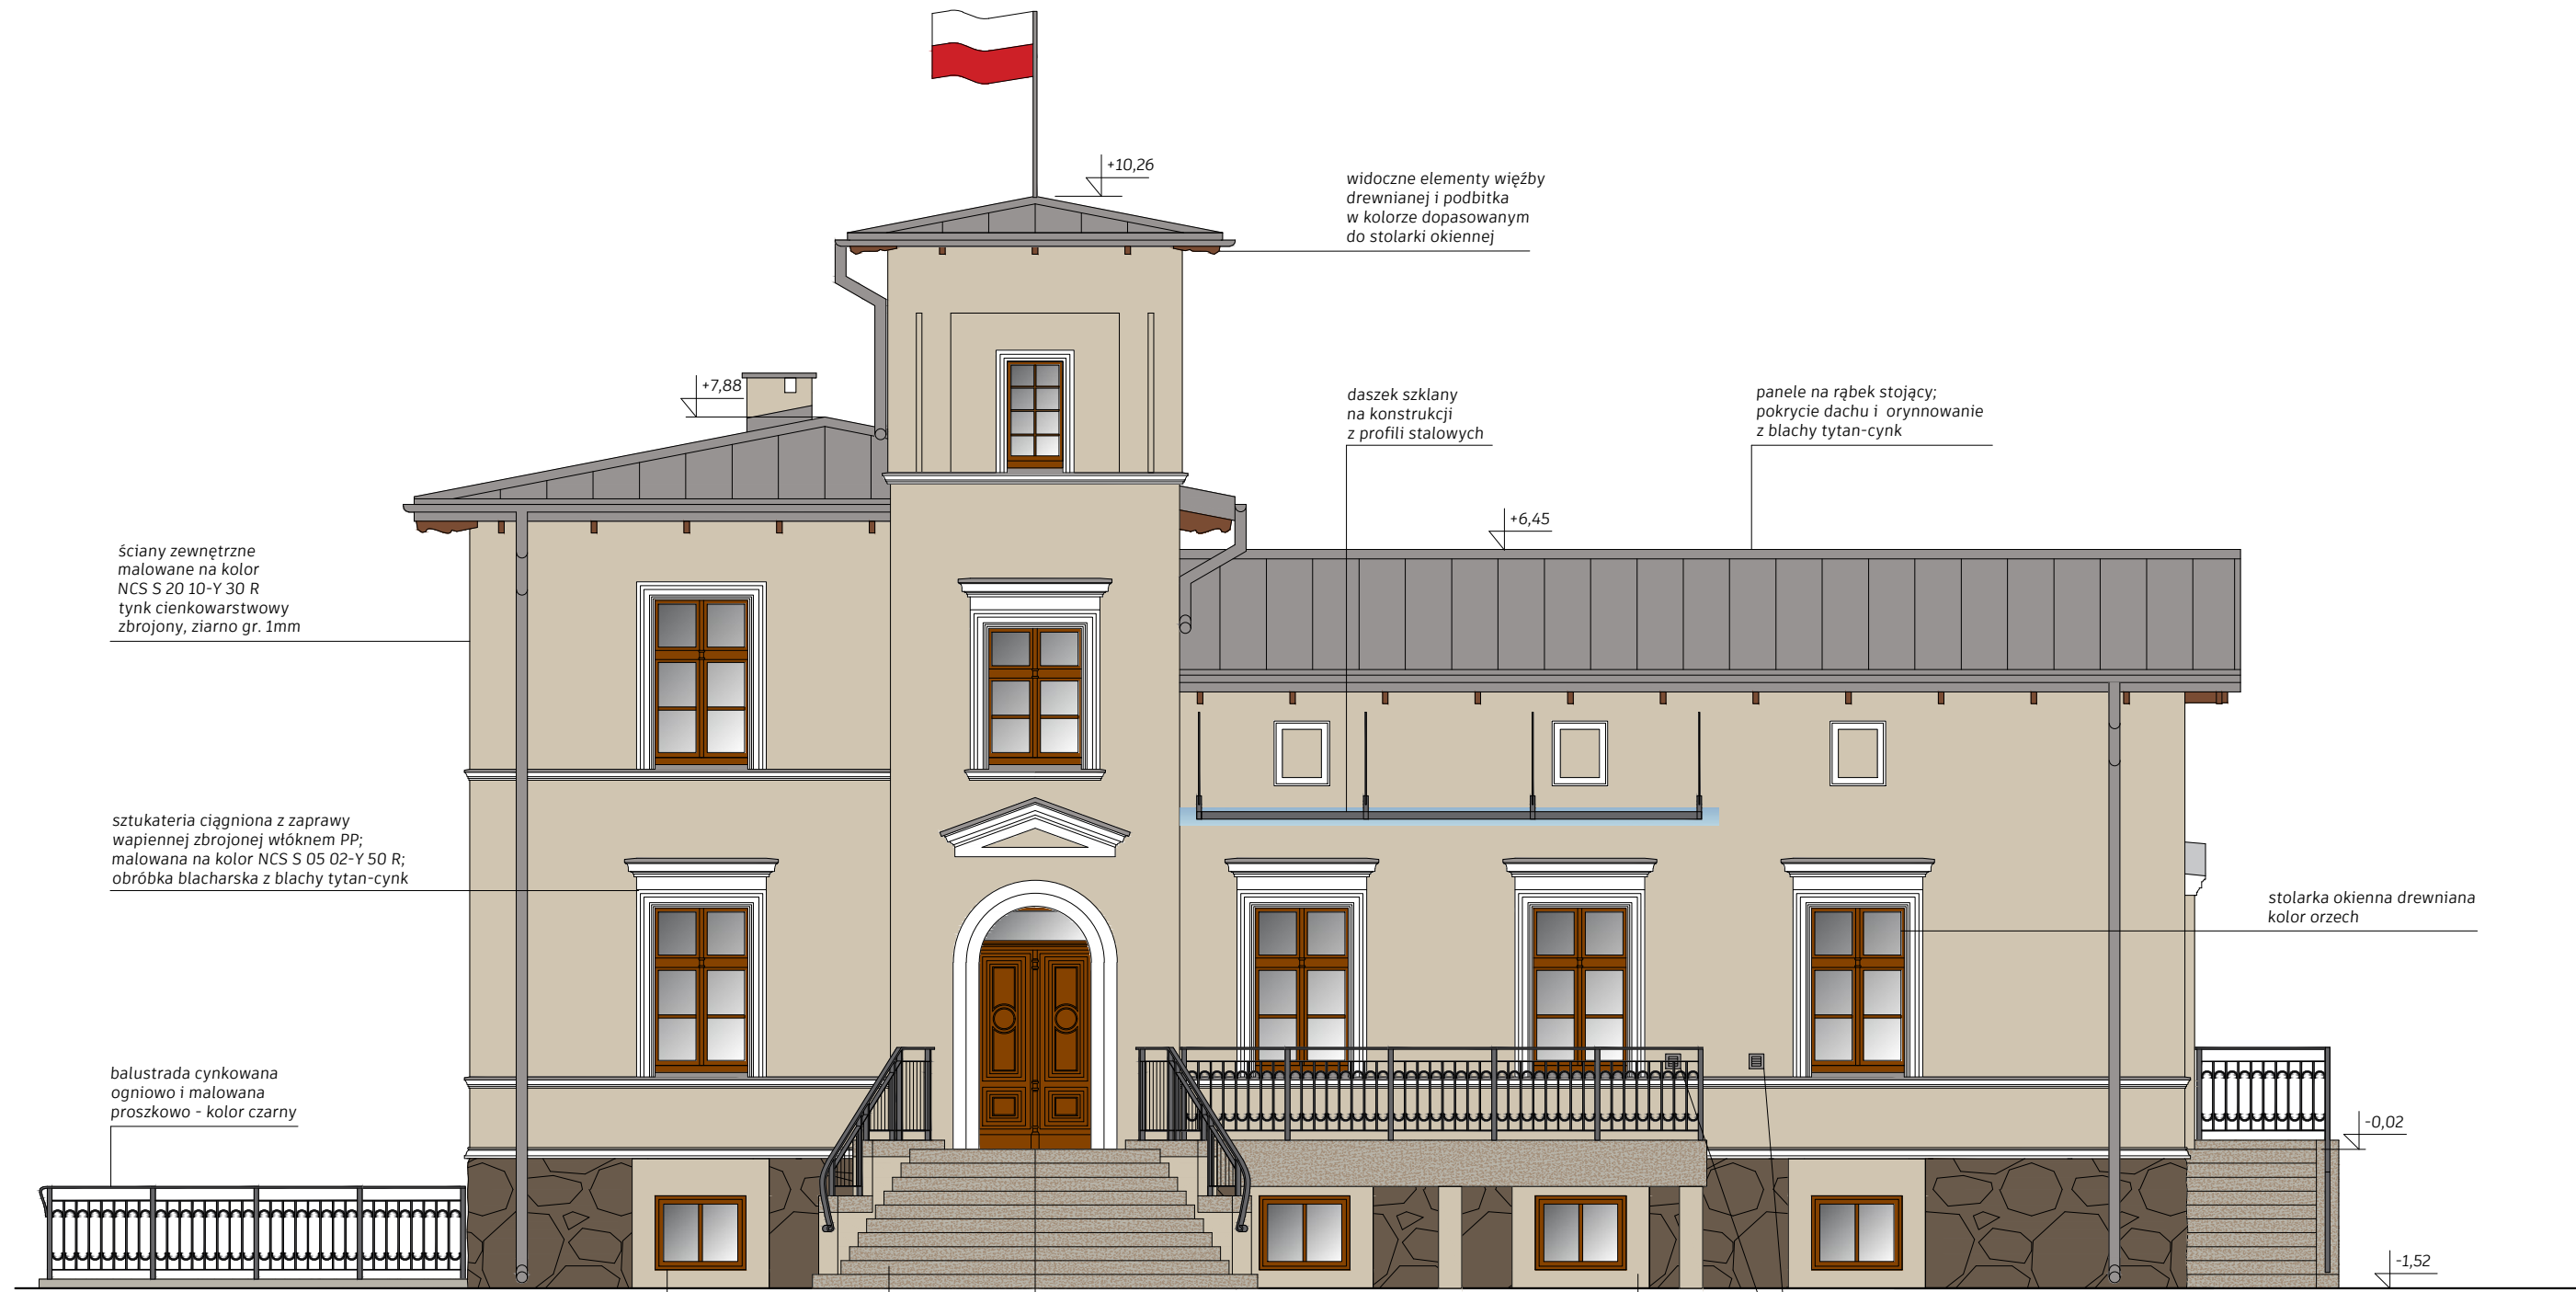 +10,26
widoczne elementy więźby
drewnianej i podbitka
w kolorze dopasowanym
do stolarki okiennej
+7,88
daszek szklany
na konstrukcji
z profili stalowych
panele na rąbek stojący;
pokrycie dachu i  orynnowanie
z blachy tytan-cynk
+6,45
ściany zewnętrzne
malowane na kolor
NCS S 20 10-Y 30 R
tynk cienkowarstwowy
zbrojony, ziarno gr. 1mm
sztukateria ciągniona z zaprawy
wapiennej zbrojonej włóknem PP;
malowana na kolor NCS S 05 02-Y 50 R;
obróbka blacharska z blachy tytan-cynk
stolarka okienna drewniana
kolor orzech
balustrada cynkowana
ogniowo i malowana
proszkowo - kolor czarny
-0,02
-1,52